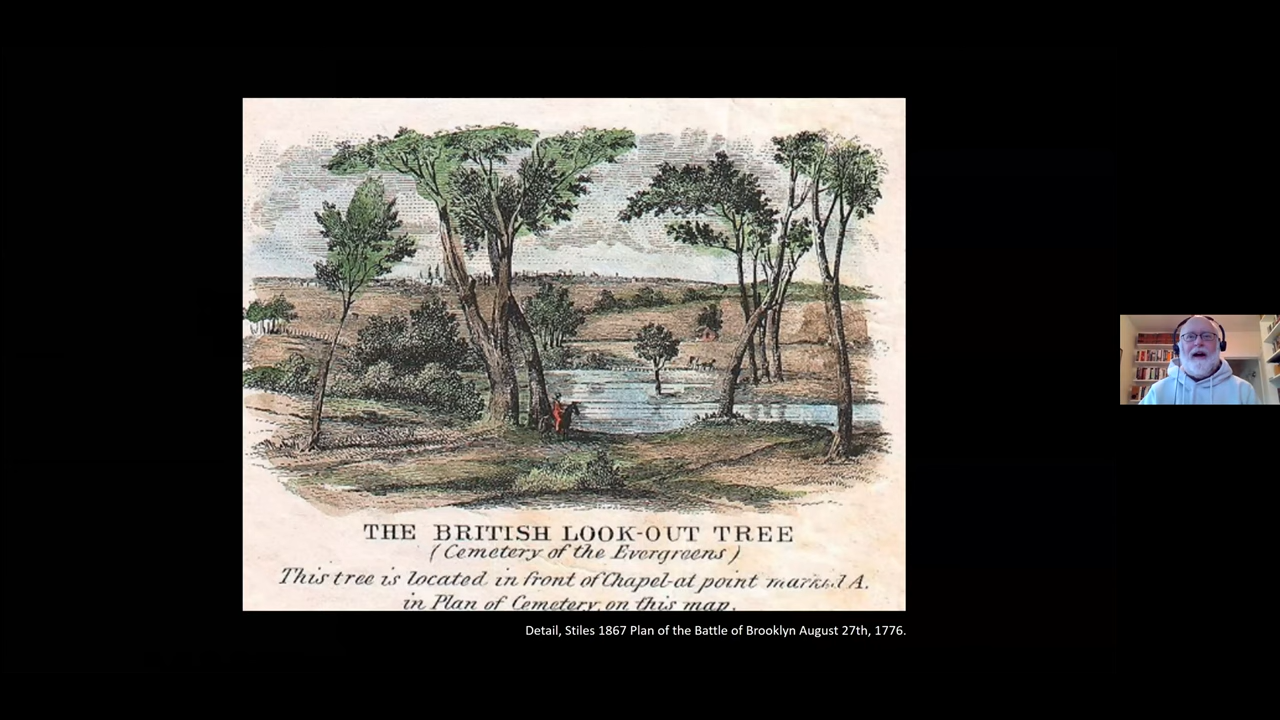 THE BRITISH LOOK-OUT TREE
(Cemetery of the Evergreens)
This tree is located in front of Chapel at point marked A.
in Plan of Cemetery, on this map.
Detail, Stiles 1867 Plan of the Battle of Brooklyn August 27th, 1776.